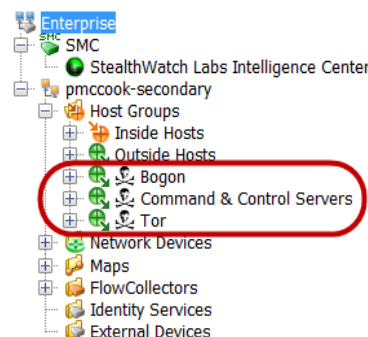 Enterprise
SMC
SMC
StealthWatch Labs Intelligence Center
pmccook-secondary
Host Groups
Inside Hosts
Outside Hosts
Bogon
Command & Control Servers
Tor
Network Devices
Maps
FlowCollectors
Identity Services
External Devices